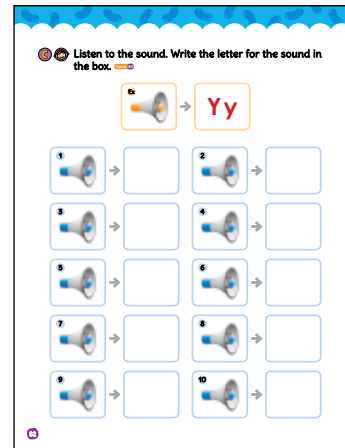 C Listen to the sound. Write the letter for the sound in
the box.
Ex
Y y
1 2
3 4
5 6
7 8
9 10
82